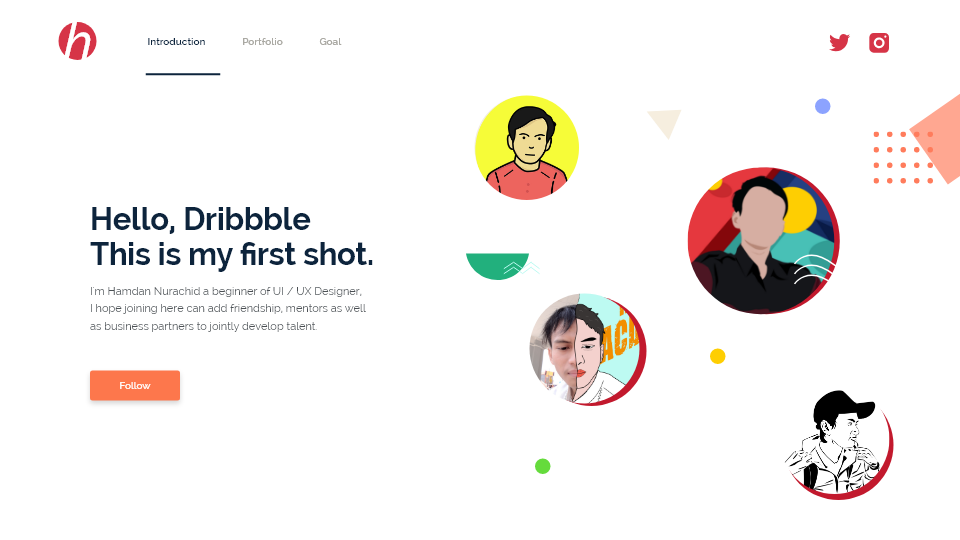 h
Introduction
Portfolio
Goal
Hello, Dribbble
This is my first shot.
I'm Hamdan Nurachid a beginner of UI / UX Designer,
I hope joining here can add friendship, mentors as well
as business partners to jointly develop talent.
Follow